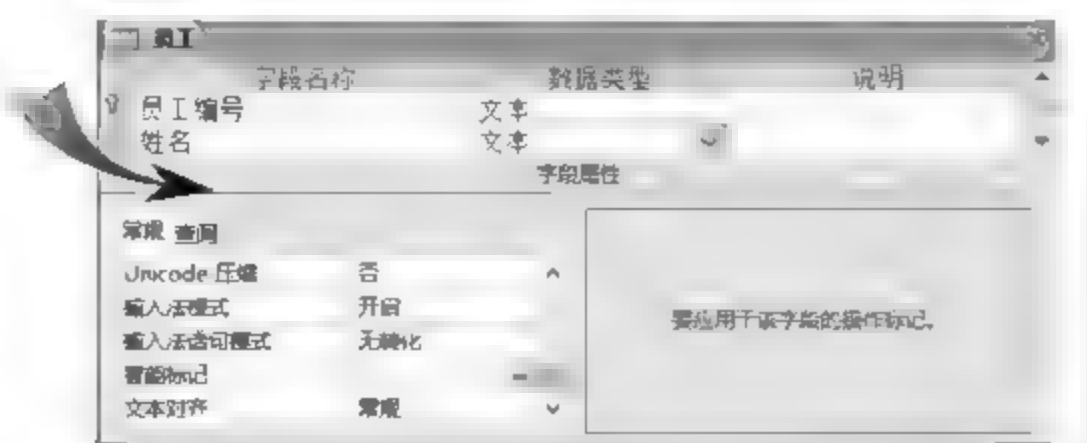 员工
字段名称 数据类型 说明
员工编号 文本
姓名 文本
字段属性
常规 查阅
Unicode 压缩 否
输入法模式 开启
输入法语句模式 无转化
智能标记
文本对齐 常规
要应用于该字段的操作标记。